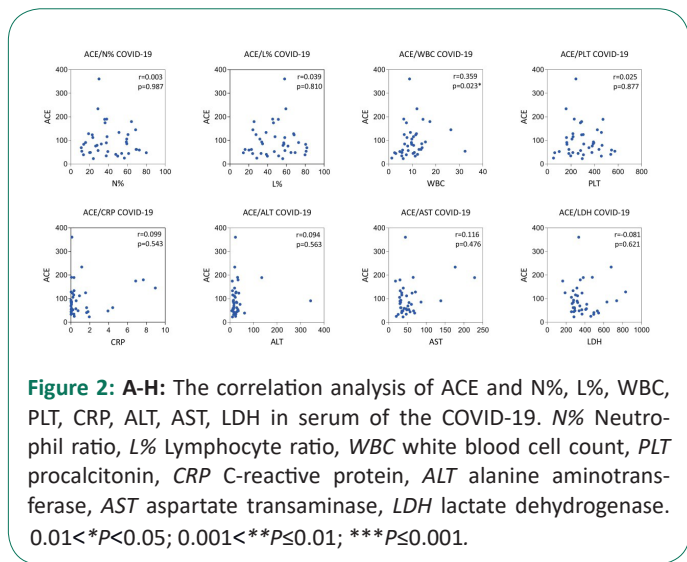 ACE/N% COVID-19
r=0.003
p=0.987
400
300
200
100
0
ACE
0 20 40 60 80 100
N%
ACE/L% COVID-19
r=0.039
p=0.810
400
300
200
100
0
ACE
0 20 40 60 80 100
L%
ACE/WBC COVID-19
r=0.359
p=0.023*
400
300
200
100
0
ACE
0 10 20 30 40
WBC
ACE/PLT COVID-19
r=0.025
p=0.877
400
300
200
100
0
ACE
0 200 400 600 800
PLT
ACE/CRP COVID-19
r=0.099
p=0.543
400
300
200
100
0
ACE
0 2 4 6 8 10
CRP
ACE/ALT COVID-19
r=0.094
p=0.563
400
300
200
100
0
ACE
0 100 200 300 400
ALT
ACE/AST COVID-19
r=0.116
p=0.476
400
300
200
100
0
ACE
0 50 100 150 200 250
AST
ACE/LDH COVID-19
r=-0.081
p=0.621
400
300
200
100
0
ACE
0 200 400 600 800 1000
LDH
Figure 2: A-H: The correlation analysis of ACE and N%, L%, WBC,
PLT, CRP, ALT, AST, LDH in serum of the COVID-19. N% Neutro-
phil ratio, L% Lymphocyte ratio, WBC white blood cell count, PLT
procalcitonin, CRP C-reactive protein, ALT alanine aminotrans-
ferase, AST aspartate transaminase, LDH lactate dehydrogenase.
0.01<*P<0.05; 0.001<**P≤0.01; ***P≤0.001.